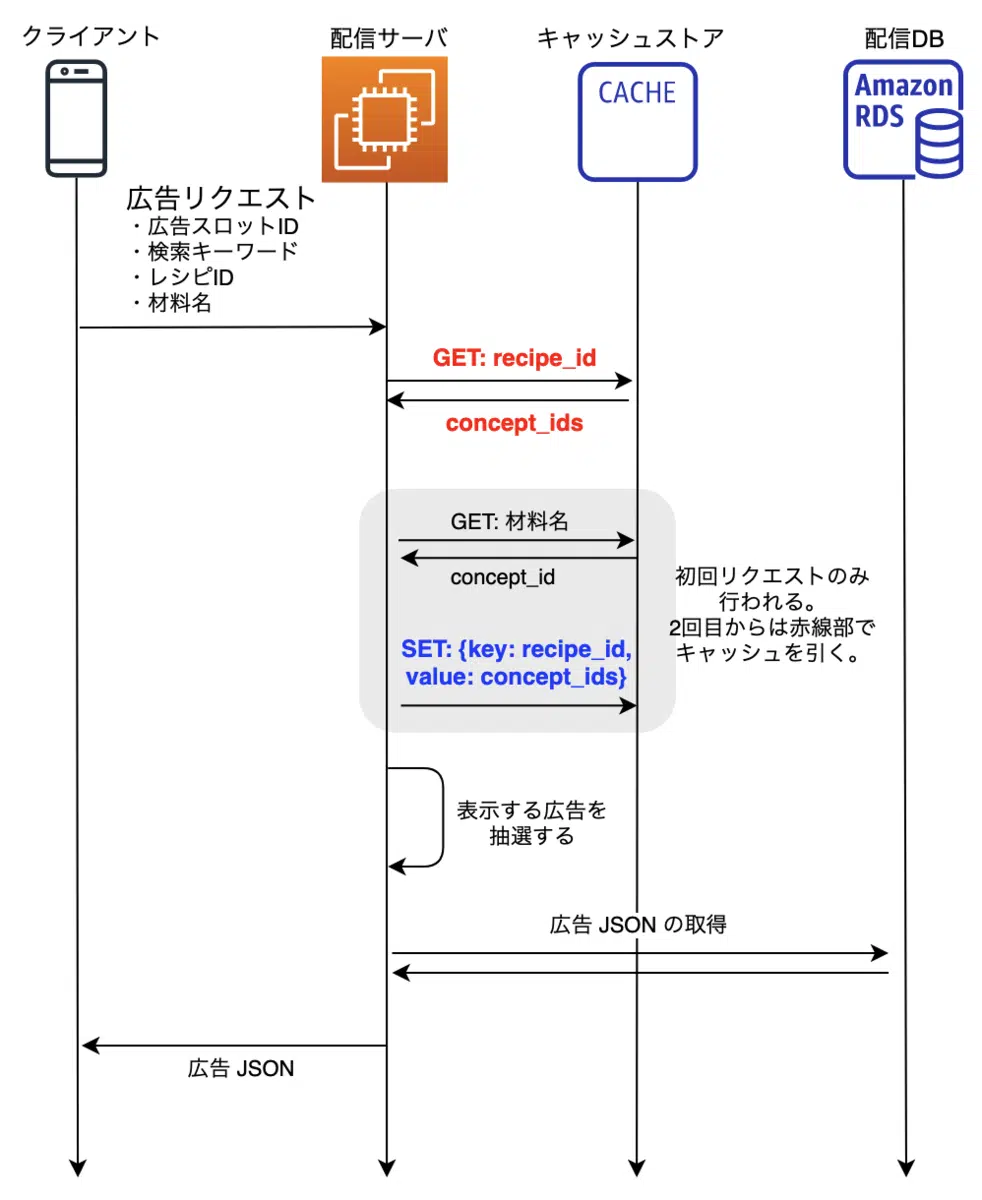 クライアント
配信サーバ
キャッシュストア
配信DB
CACHE
Amazon
RDS
広告リクエスト
・広告スロットID
・検索キーワード
・レシピID
・材料名
GET: recipe_id
concept_ids
GET: 材料名
concept_id
SET: {key: recipe_id,
value: concept_ids}
初回リクエストのみ
行われる。
2回目からは赤線部で
キャッシュを引く。
表示する広告を
抽選する
広告 JSON の取得
広告 JSON